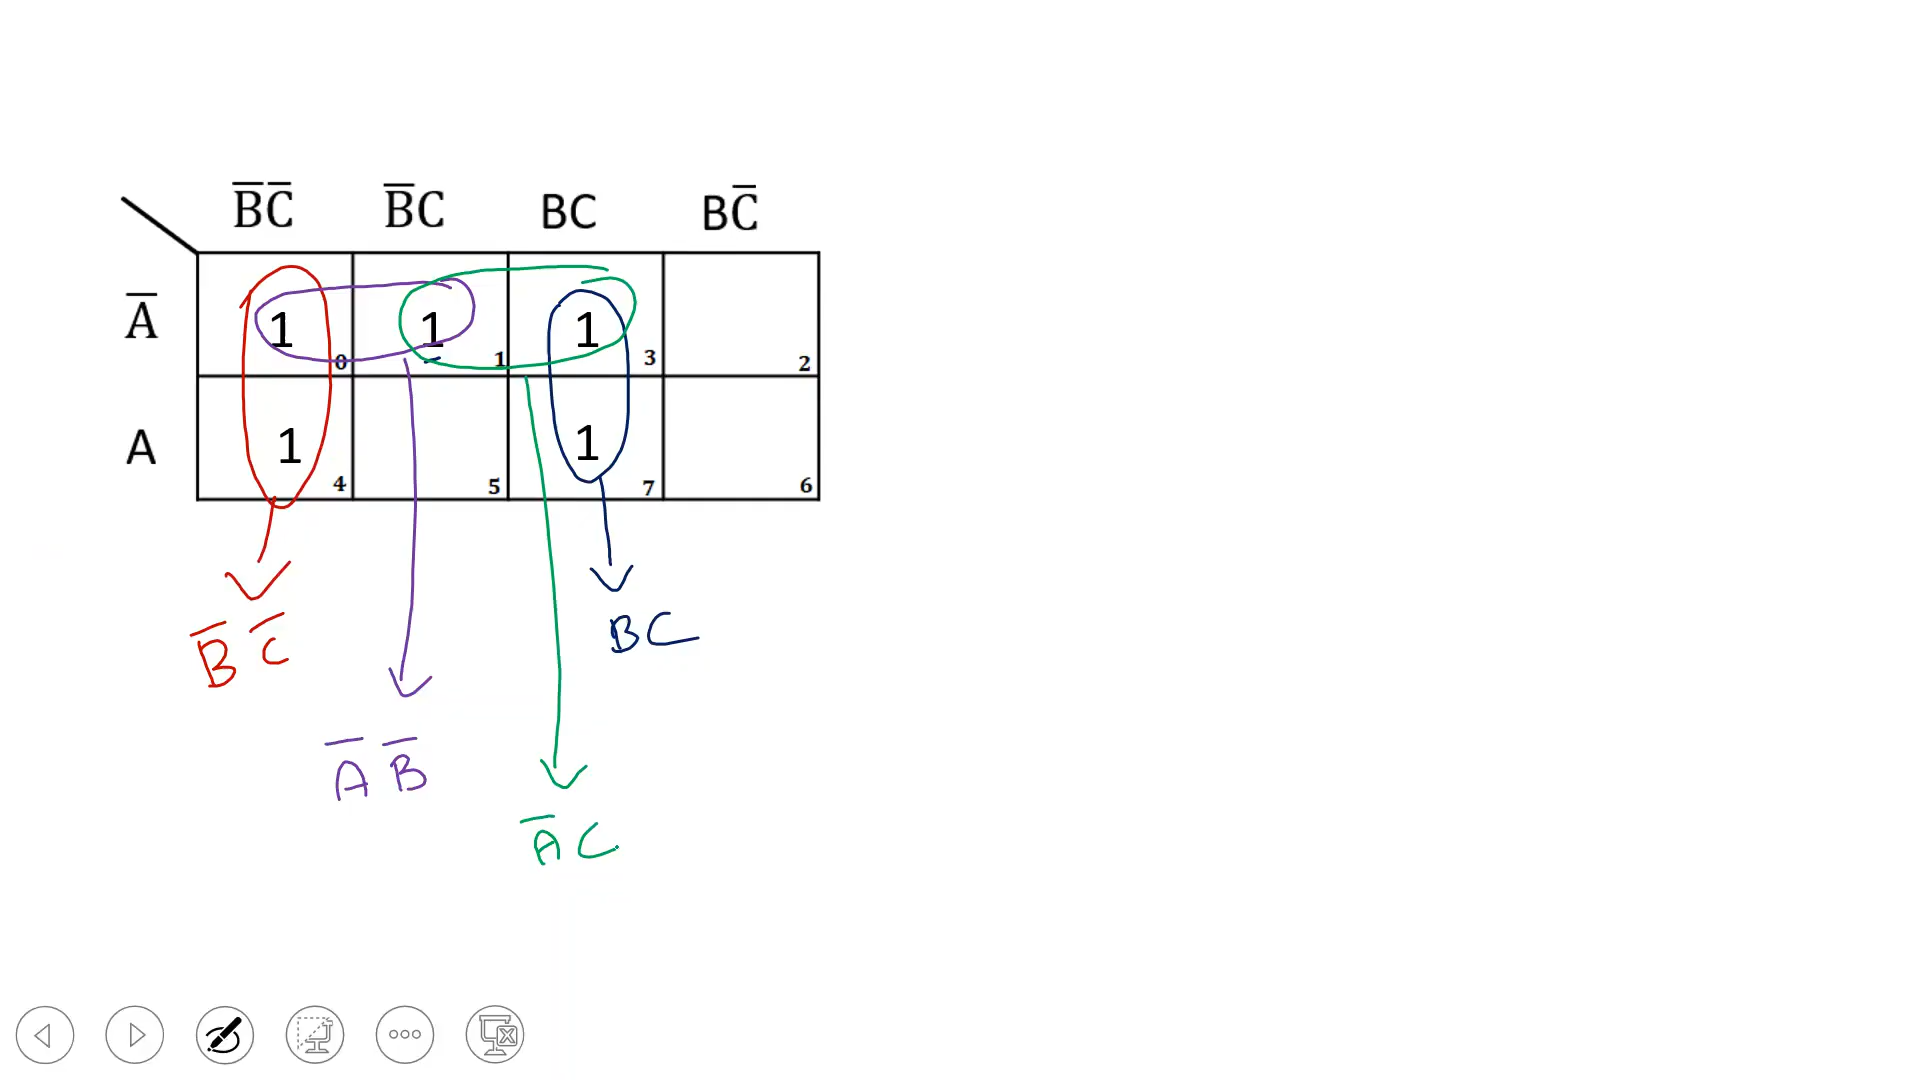 B̅C̅ B̅C BC BC̅
A̅ 1 0 1 1 1 3 2
A 1 4 5 1 7 6
B̅ C̅ BC
A̅ B̅
A̅ C